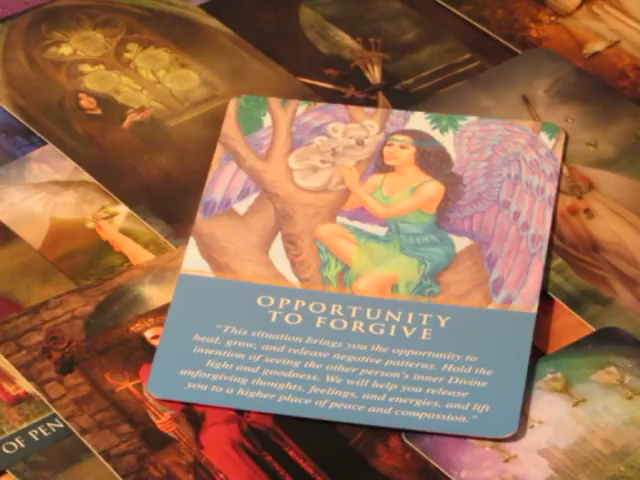 OPPORTUNITY
TO FORGIVE
"This situation brings you the opportunity to
heal, grow, and release negative patterns. Hold the
intention of seeing the other person's inner Divine
light and goodness. We will help you release
unforgiving thoughts, feelings, and energies, and lift
you to a higher place of peace and compassion."
OF PEN